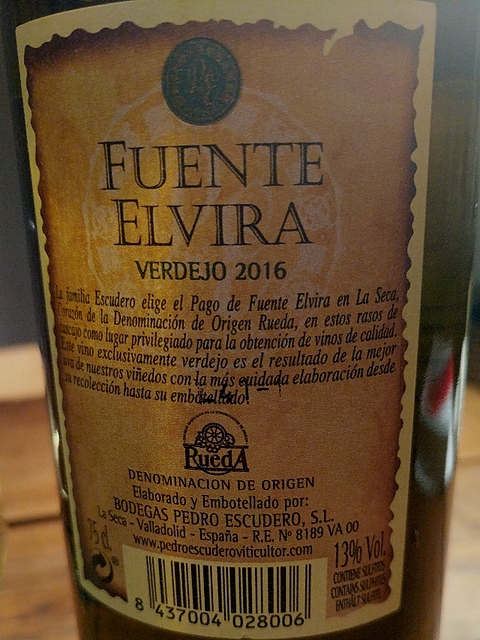 FUENTE
ELVIRA
VERDEJO 2016
La familia Escudero elige el Pago de Fuente Elvira en La Seca,
Corazón de la Denominación de Origen Rueda, en estos rasos de
cascajo como lugar privilegiado para la obtención de vinos de calidad.
Este vino exclusivamente verdejo es el resultado de la mejor
uva de nuestros viñedos con la más cuidada elaboración desde
su recolección hasta su embotellado.
RUEDA
DENOMINACION DE ORIGEN
Elaborado y Embotellado por:
BODEGAS PEDRO ESCUDERO, S.L.
La Seca - Valladolid - España - R.E. Nº 8189 VA 00
www.pedroescuderoviticultor.com
75 cl.
®
13% Vol.
CONTIENE SULFITOS
CONTAINS SULPHITES
ENTHÄLT SULFITE
8 437004 028006